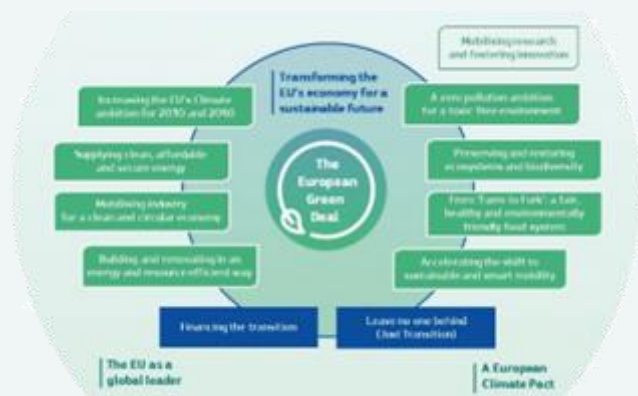 Mobilising research
and fostering innovation
Transforming the
EU's economy for a
sustainable future
Increasing the EU's Climate
ambition for 2030 and 2050
A zero pollution ambition
for a toxic-free environment
Supplying clean, affordable
and secure energy
Preserving and restoring
ecosystems and biodiversity
The
European
Green
Deal
Mobilising industry
for a clean and circular economy
From 'Farm to Fork': a fair,
healthy and environmentally
friendly food system
Building and renovating in an
energy and resource efficient way
Accelerating the shift to
sustainable and smart mobility
Financing the transition
Leave no one behind
(Just Transition)
The EU as a
global leader
A European
Climate Pact